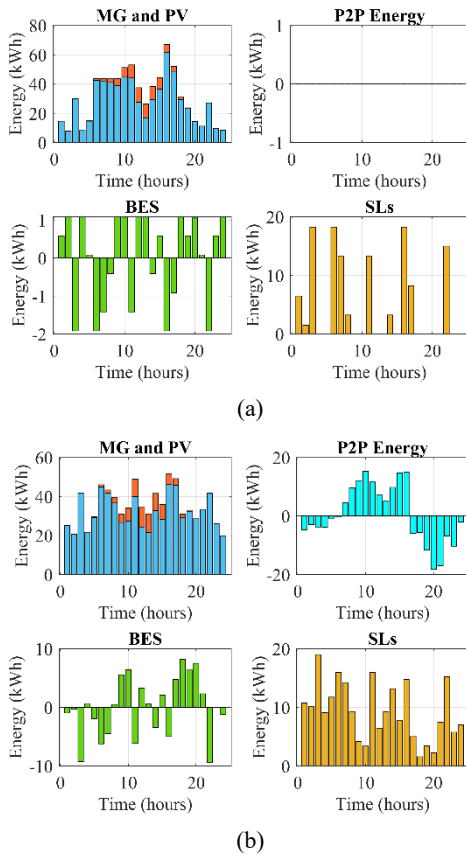 (a)
MG and PV
Energy (kWh)
80
60
40
20
0
0
10
20
Time (hours)
P2P Energy
Energy (kWh)
1
0
-1
0
10
20
Time (hours)
BES
Energy (kWh)
1
0
-1
-2
0
10
20
Time (hours)
SLs
Energy (kWh)
20
10
0
0
10
20
Time (hours)
(a)
MG and PV
Energy (kWh)
60
40
20
0
0
10
20
Time (hours)
P2P Energy
Energy (kWh)
20
0
-20
0
10
20
Time (hours)
BES
Energy (kWh)
10
0
-10
0
10
20
Time (hours)
SLs
Energy (kWh)
20
10
0
0
10
20
Time (hours)
(b)
(b)